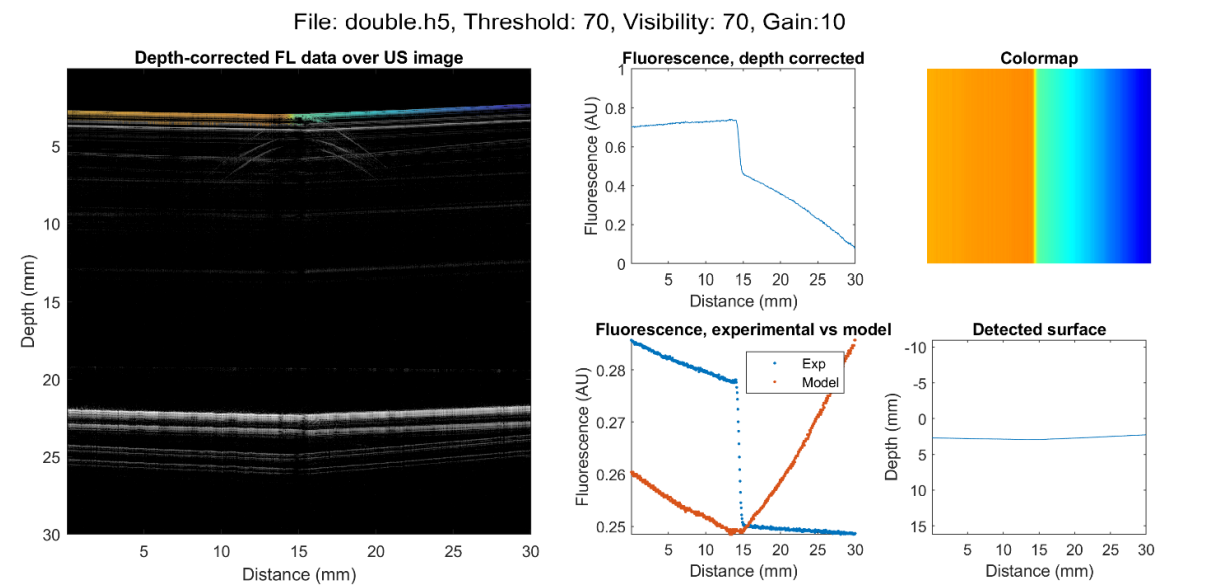 File: double.h5, Threshold: 70, Visibility: 70, Gain:10
Depth-corrected FL data over US image
5
10
15
20
25
30
Depth (mm)
5
10
15
20
25
30
Distance (mm)
Fluorescence, depth corrected
1
0.8
0.6
0.4
0.2
0
Fluorescence (AU)
5
10
15
20
25
30
Distance (mm)
Colormap
Fluorescence, experimental vs model
0.28
0.27
0.26
0.25
Fluorescence (AU)
Exp
Model
5
10
15
20
25
30
Distance (mm)
Detected surface
-10
-5
0
5
10
15
Depth (mm)
5
10
15
20
25
30
Distance (mm)